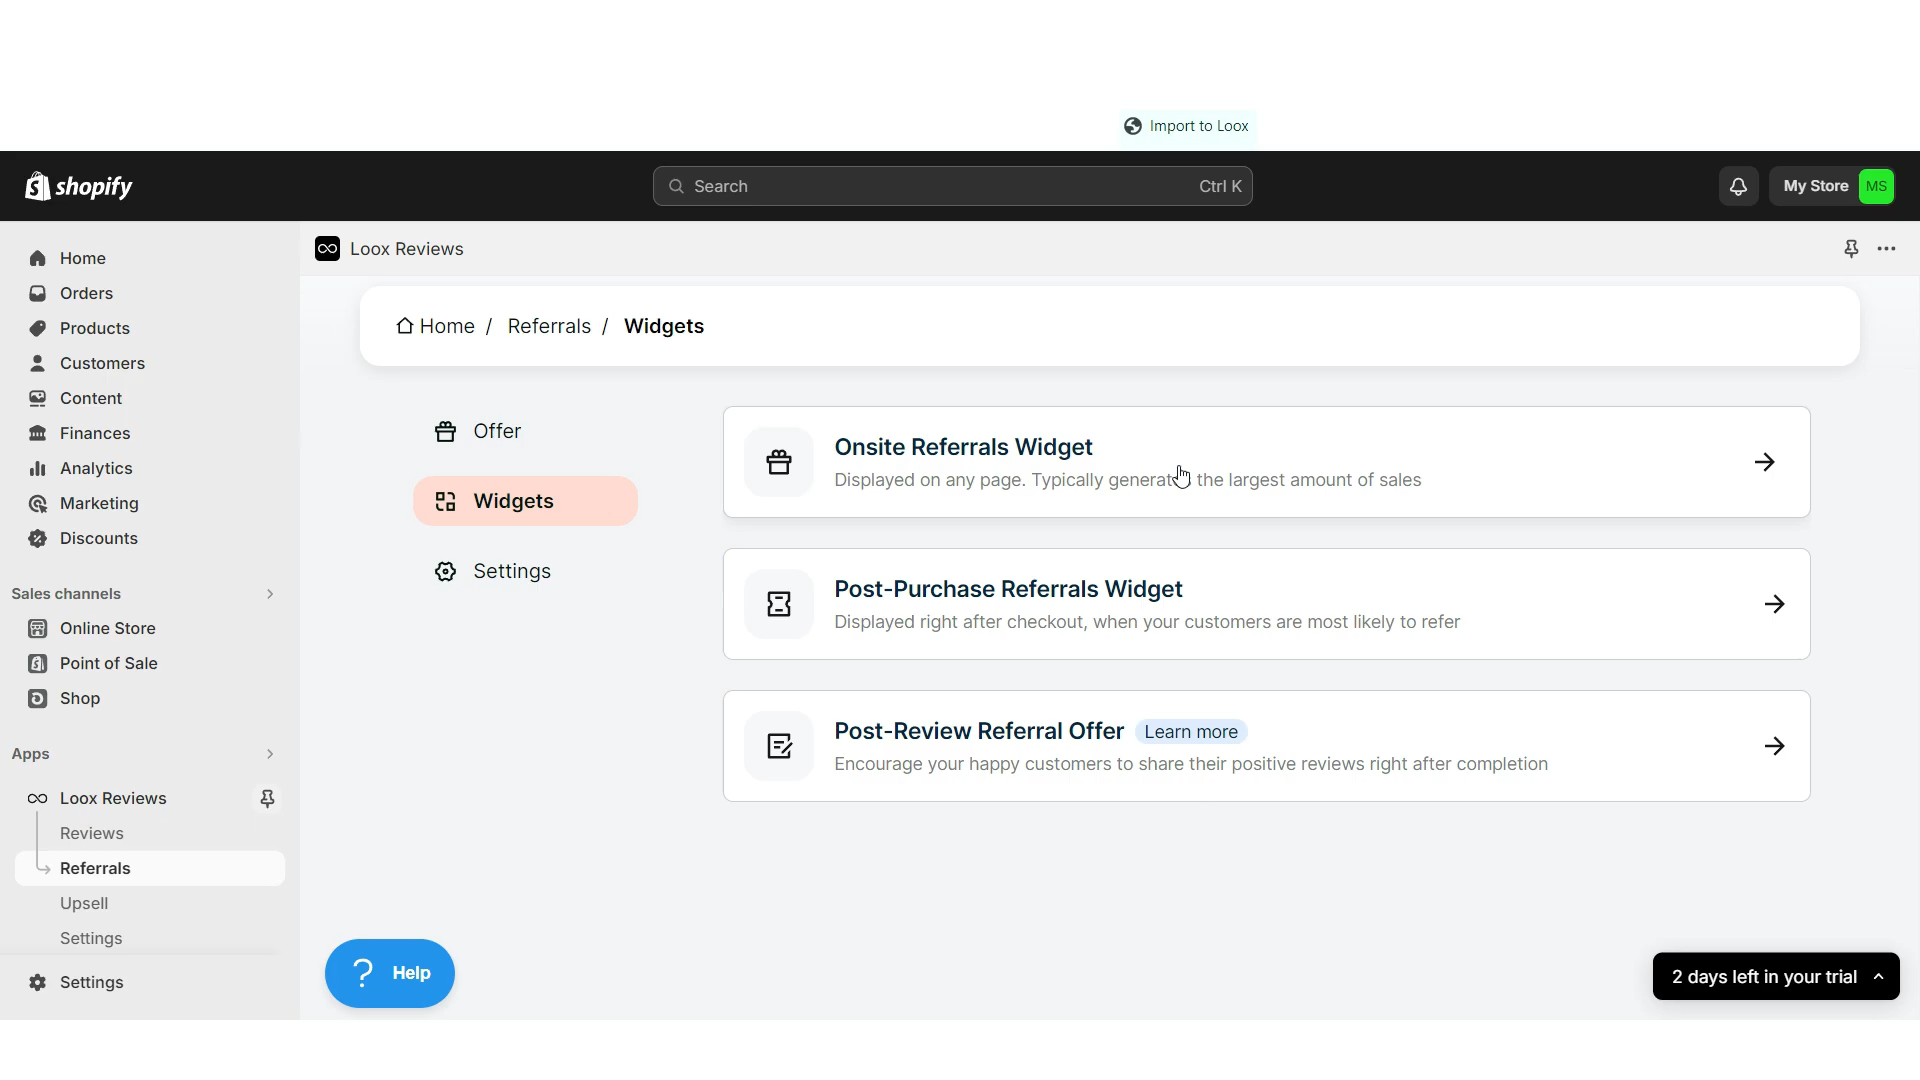 Import to Loox
shopify
Search
Ctrl K
My Store
MS
Home
Orders
Products
Customers
Content
Finances
Analytics
Marketing
Discounts
Sales channels
Online Store
Point of Sale
Shop
Apps
Loox Reviews
Reviews
Referrals
Upsell
Settings
Settings
Loox Reviews
Home / Referrals / Widgets
Offer
Widgets
Settings
Onsite Referrals Widget
Displayed on any page. Typically generates the largest amount of sales
Post-Purchase Referrals Widget
Displayed right after checkout, when your customers are most likely to refer
Post-Review Referral Offer Learn more
Encourage your happy customers to share their positive reviews right after completion
? Help
2 days left in your trial